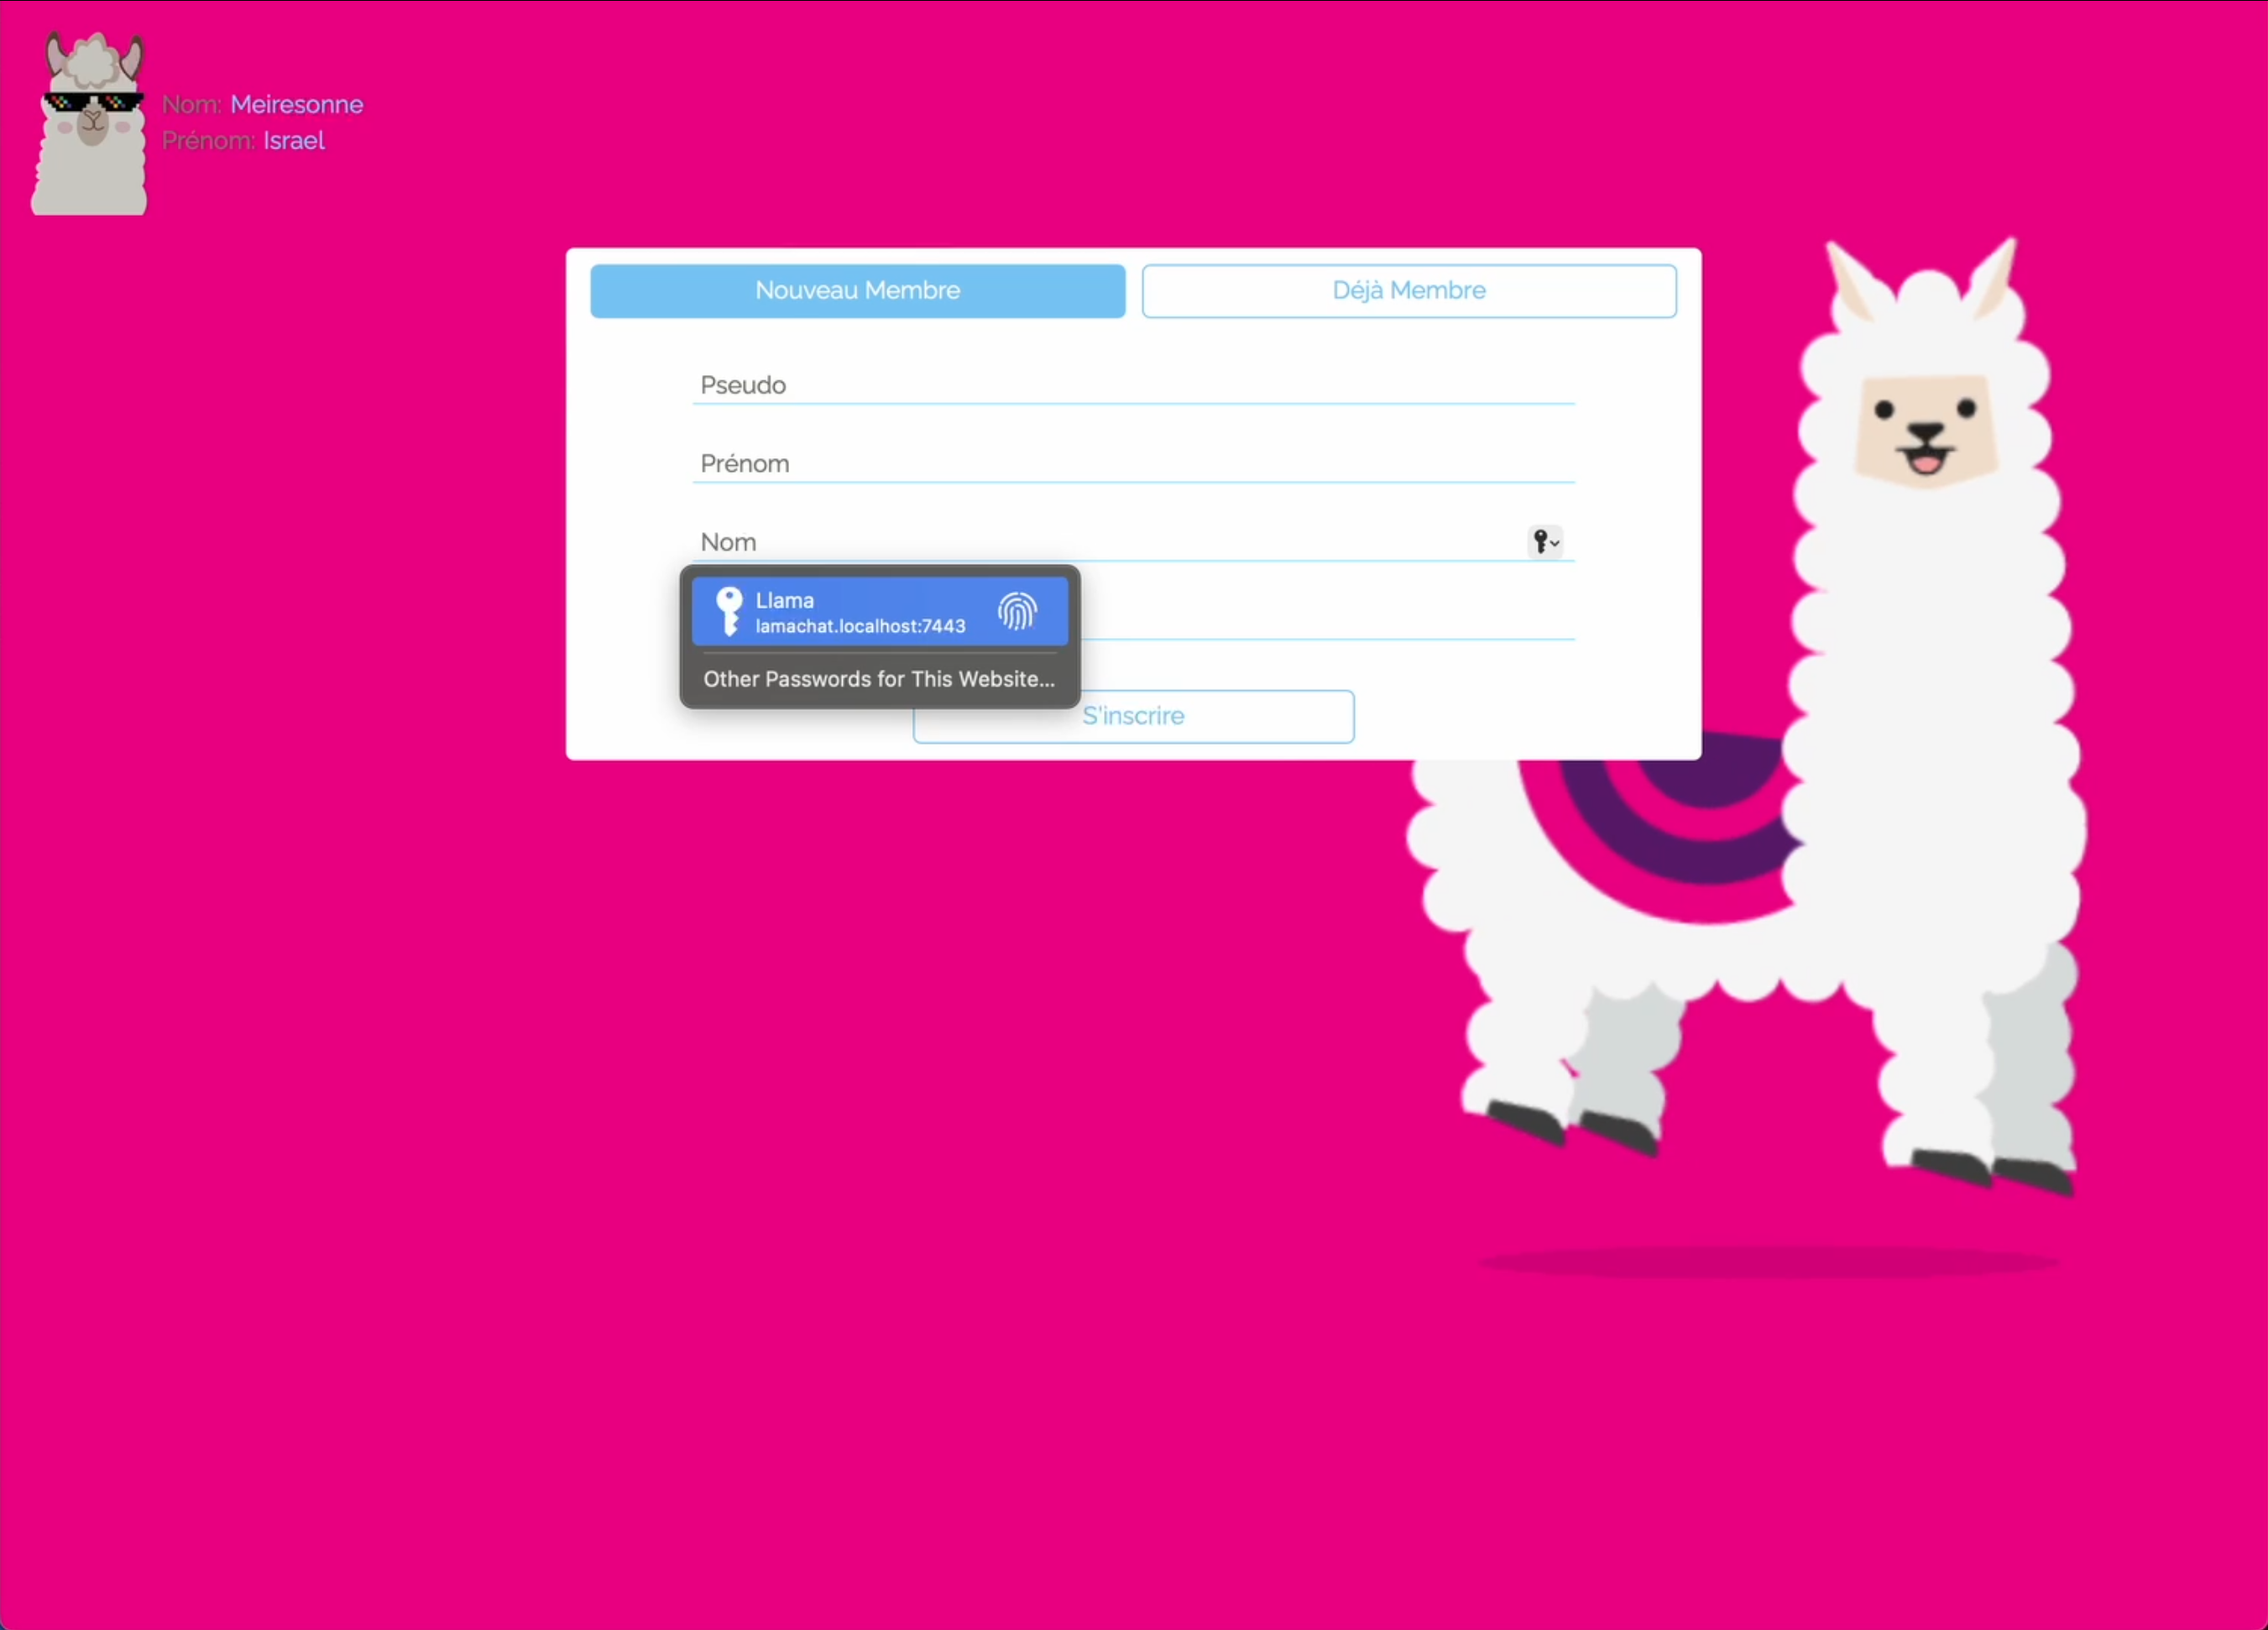 Nom: Meiresonne
Prénom: Israel
Nouveau Membre
Déjà Membre
Pseudo
Prénom
Nom
Llama
lamachat.localhost:7443
Other Passwords for This Website...
S'inscrire